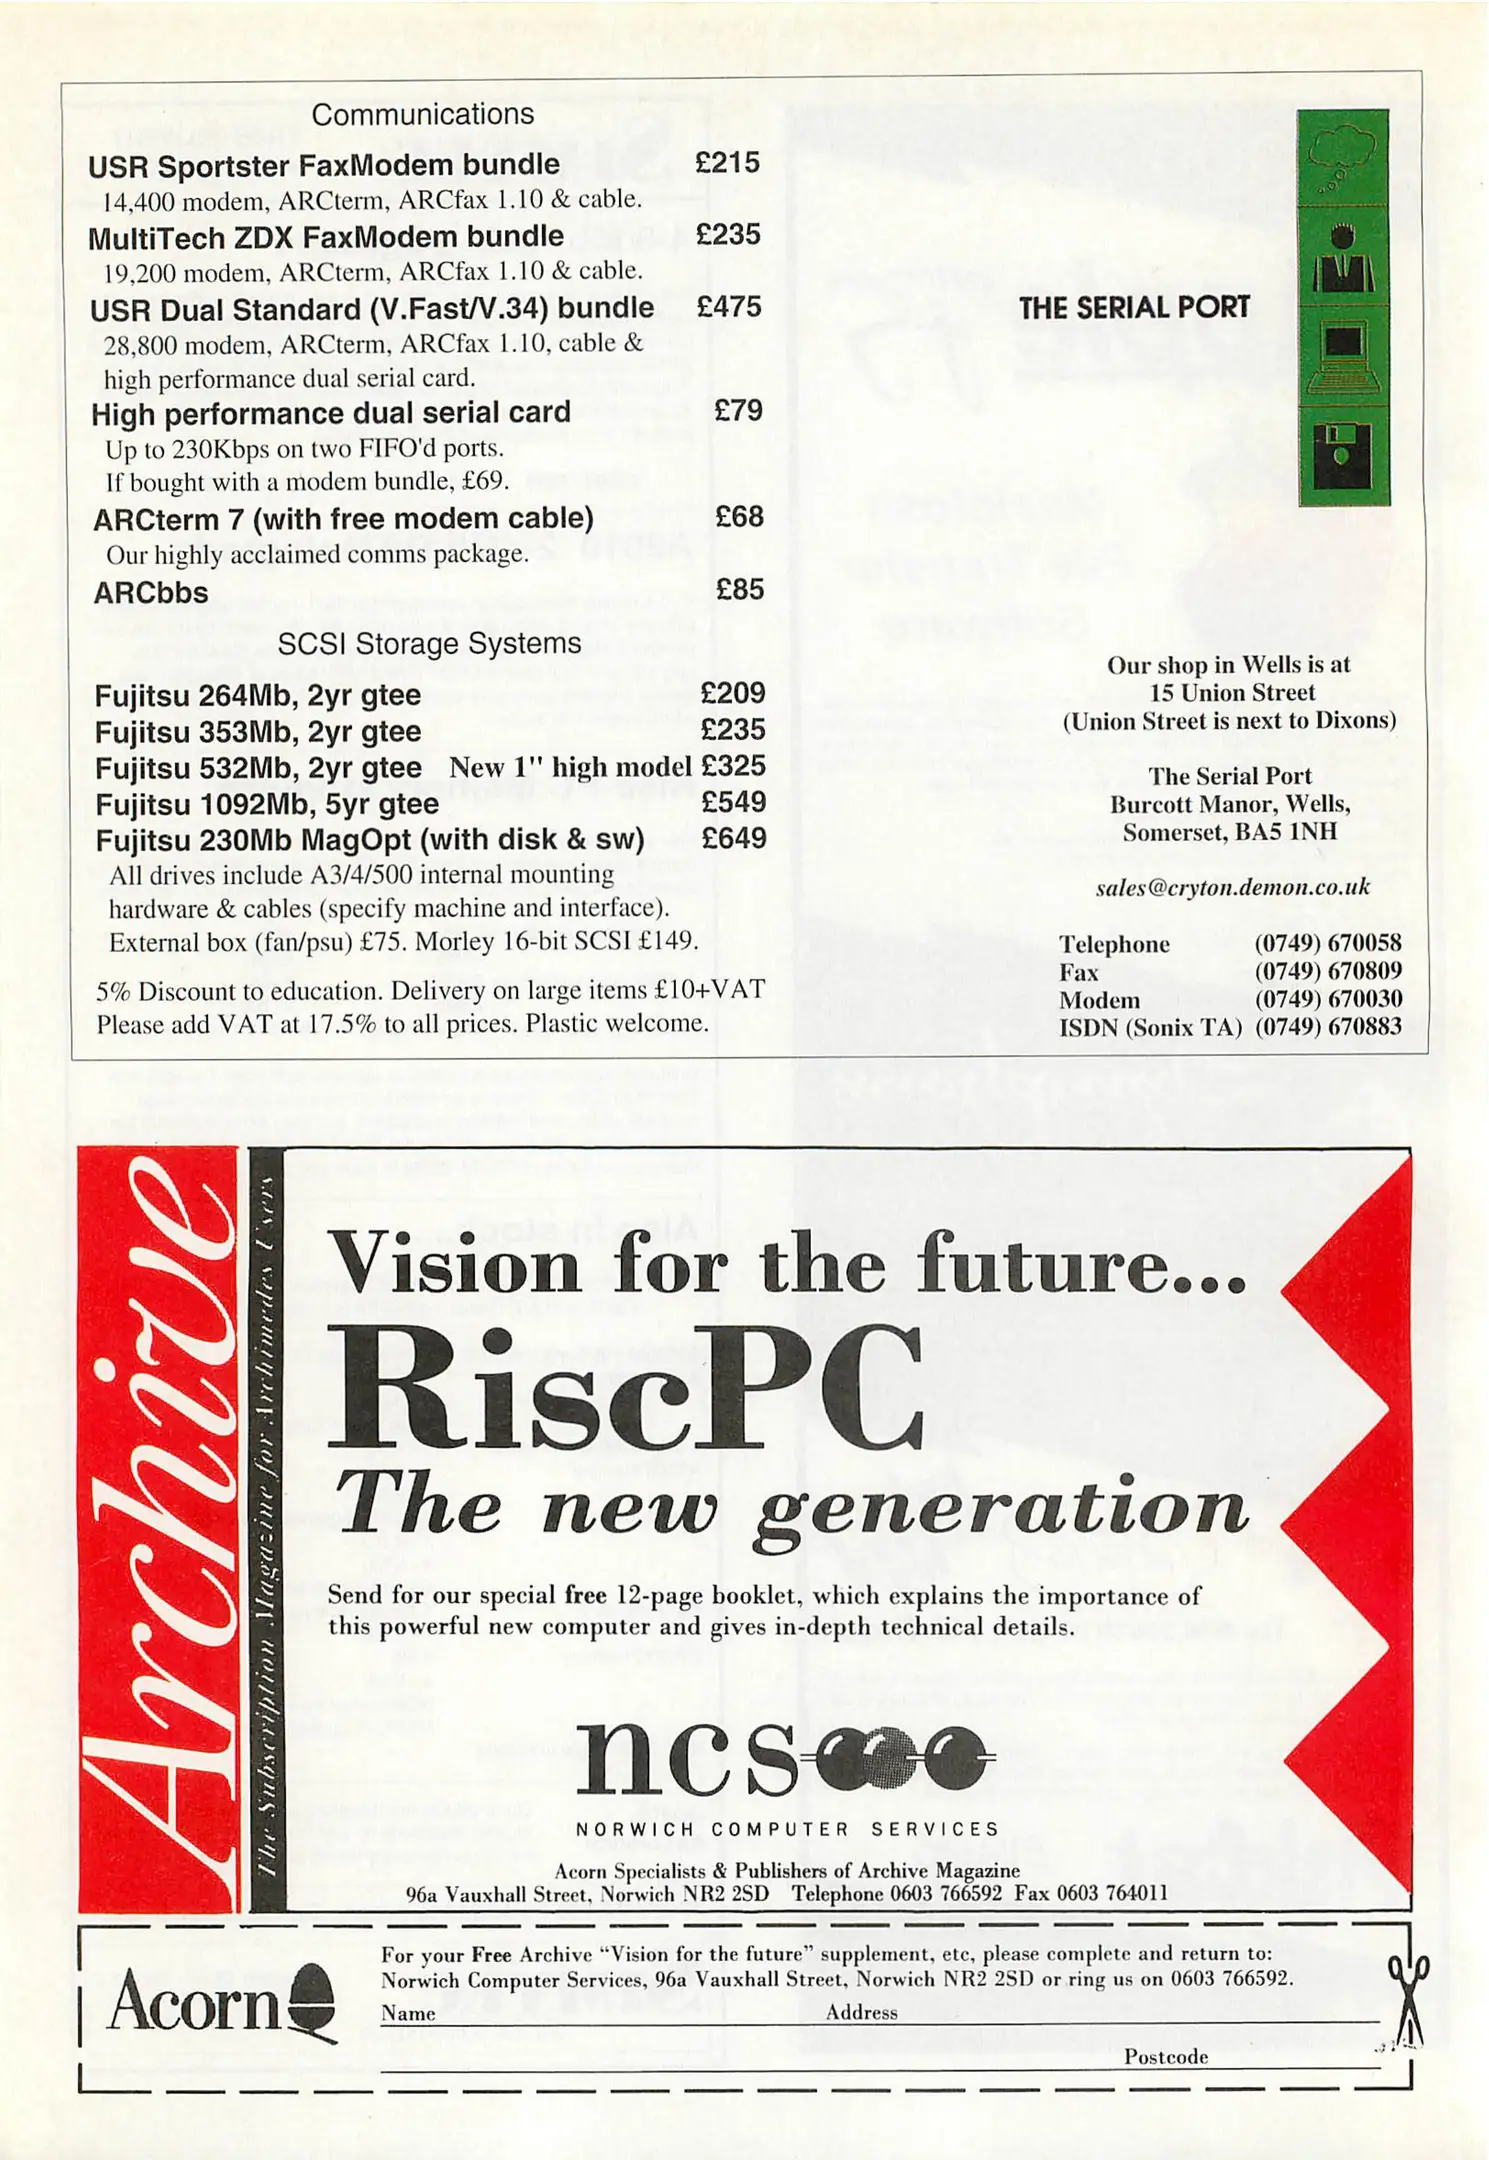 Communications
USR Sportster FaxModem bundle £215
14,400 modem, ARCterm, ARCfax 1.10 & cable.
MultiTech ZDX FaxModem bundle £235
19,200 modem, ARCterm, ARCfax 1.10 & cable.
USR Dual Standard (V.Fast/V.34) bundle £475
28,800 modem, ARCterm, ARCfax 1.10, cable &
high performance dual serial card.
High performance dual serial card £79
Up to 230Kbps on two FIFO'd ports.
If bought with a modem bundle, £69.
ARCterm 7 (with free modem cable) £68
Our highly acclaimed comms package.
ARCbbs £85
SCSI Storage Systems
Fujitsu 264Mb, 2yr gtee £209
Fujitsu 353Mb, 2yr gtee £235
Fujitsu 532Mb, 2yr gtee New 1" high model £325
Fujitsu 1092Mb, 5yr gtee £549
Fujitsu 230Mb MagOpt (with disk & sw) £649
All drives include A3/4/500 internal mounting
hardware & cables (specify machine and interface).
External box (fan/psu) £75. Morley 16-bit SCSI £149.
5% Discount to education. Delivery on large items £10+VAT
Please add VAT at 17.5% to all prices. Plastic welcome.
THE SERIAL PORT
Our shop in Wells is at
15 Union Street
(Union Street is next to Dixons)
The Serial Port
Burcott Manor, Wells,
Somerset, BA5 1NH
sales@cryton.demon.co.uk
Telephone (0749) 670058
Fax (0749) 670809
Modem (0749) 670030
ISDN (Sonix TA) (0749) 670883
Archive
The Subscription Magazine for Archimedes Users
Vision for the future...
RiscPC
The new generation
Send for our special free 12-page booklet, which explains the importance of
this powerful new computer and gives in-depth technical details.
ncs
NORWICH COMPUTER SERVICES
Acorn Specialists & Publishers of Archive Magazine
96a Vauxhall Street, Norwich NR2 2SD Telephone 0603 766592 Fax 0603 764011
Acorn
For your Free Archive “Vision for the future” supplement, etc, please complete and return to:
Norwich Computer Services, 96a Vauxhall Street, Norwich NR2 2SD or ring us on 0603 766592.
Name Address
Postcode